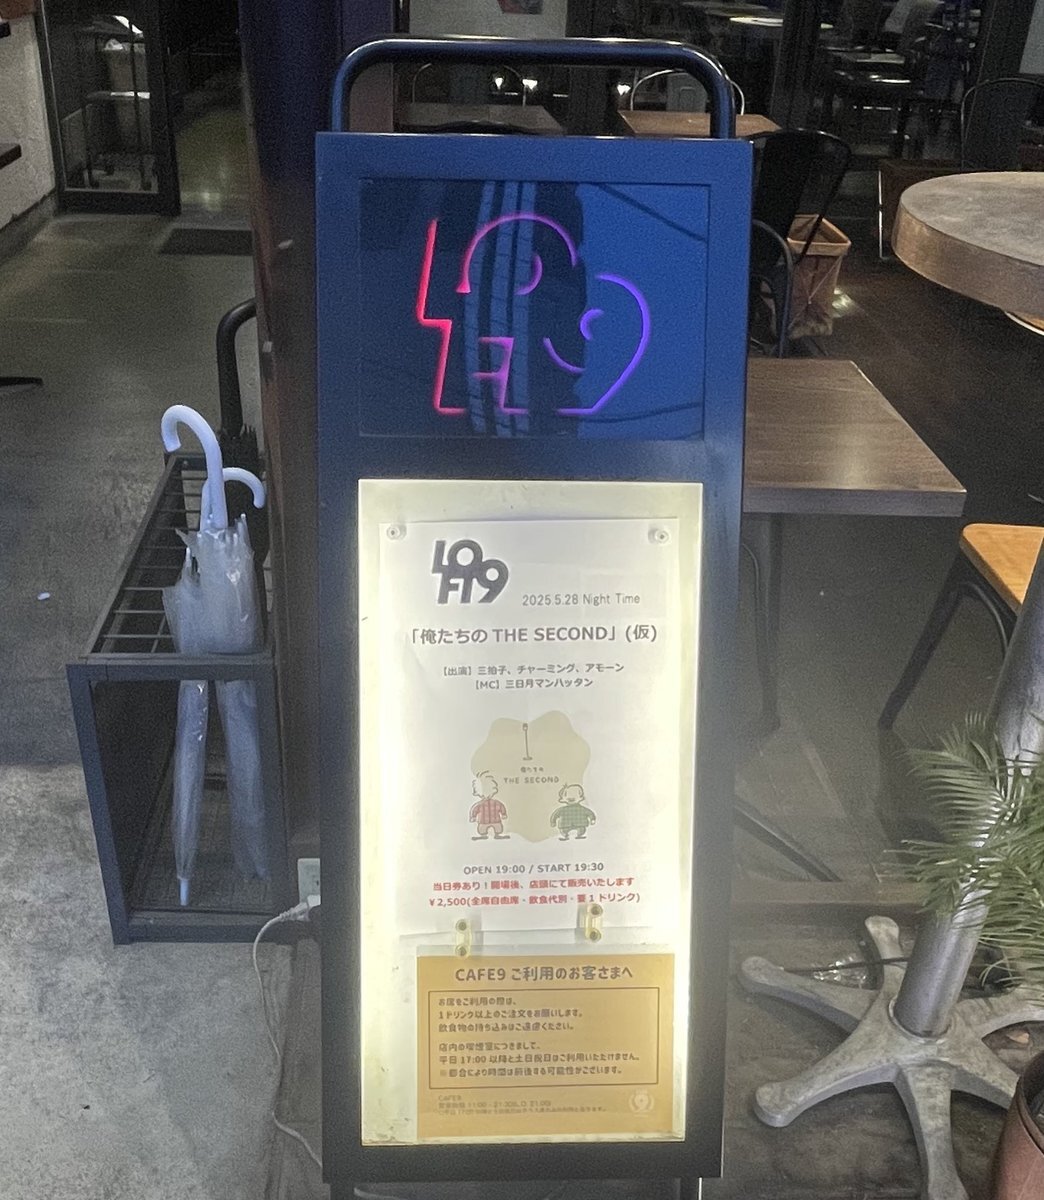 LOFT9
LOFT9
2025.5.28 Night Time
「俺たちの THE SECOND」(仮)
【出演】三拍子、チャーミング、アモーン
【MC】三日月マンハッタン
俺たちの
THE SECOND
OPEN 19:00 / START 19:30
当日券あり！開場後、店頭にて販売いたします
¥2,500(全席自由席・飲食代別・要1ドリンク)
CAFE9 ご利用のお客さまへ
お席をご利用の際は、
1ドリンク以上のご注文をお願いします。
飲食物の持ち込みはご遠慮ください。
店内の喫煙室につきまして、
平日 17:00 以降と土日祝日はご利用いただけません。
※都合により時間は前後する可能性がございます。
CAFE9